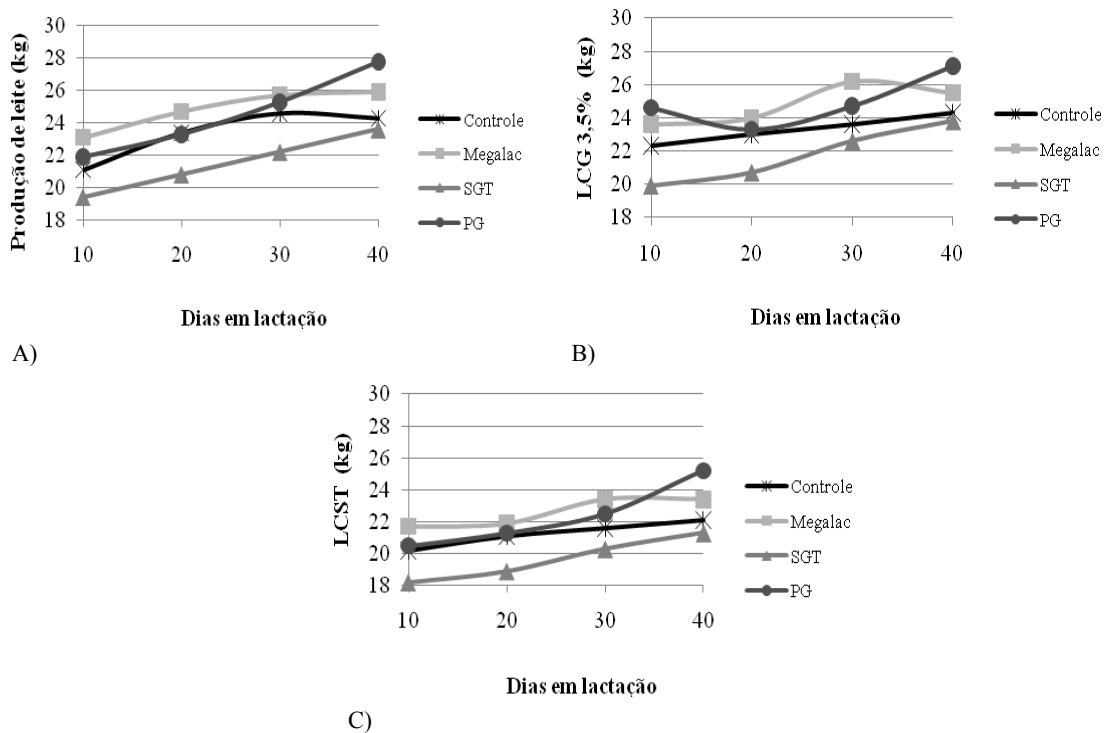 Produção de leite (kg)
30
28
26
24
22
20
18
10
20
30
40
Dias em lactação
Controle
Megalac
SGT
PG
A)
LCG 3,5% (kg)
30
28
26
24
22
20
18
10
20
30
40
Dias em lactação
Controle
Megalac
SGT
PG
B)
LCST (kg)
30
28
26
24
22
20
18
10
20
30
40
Dias em lactação
Controle
Megalac
SGT
PG
C)